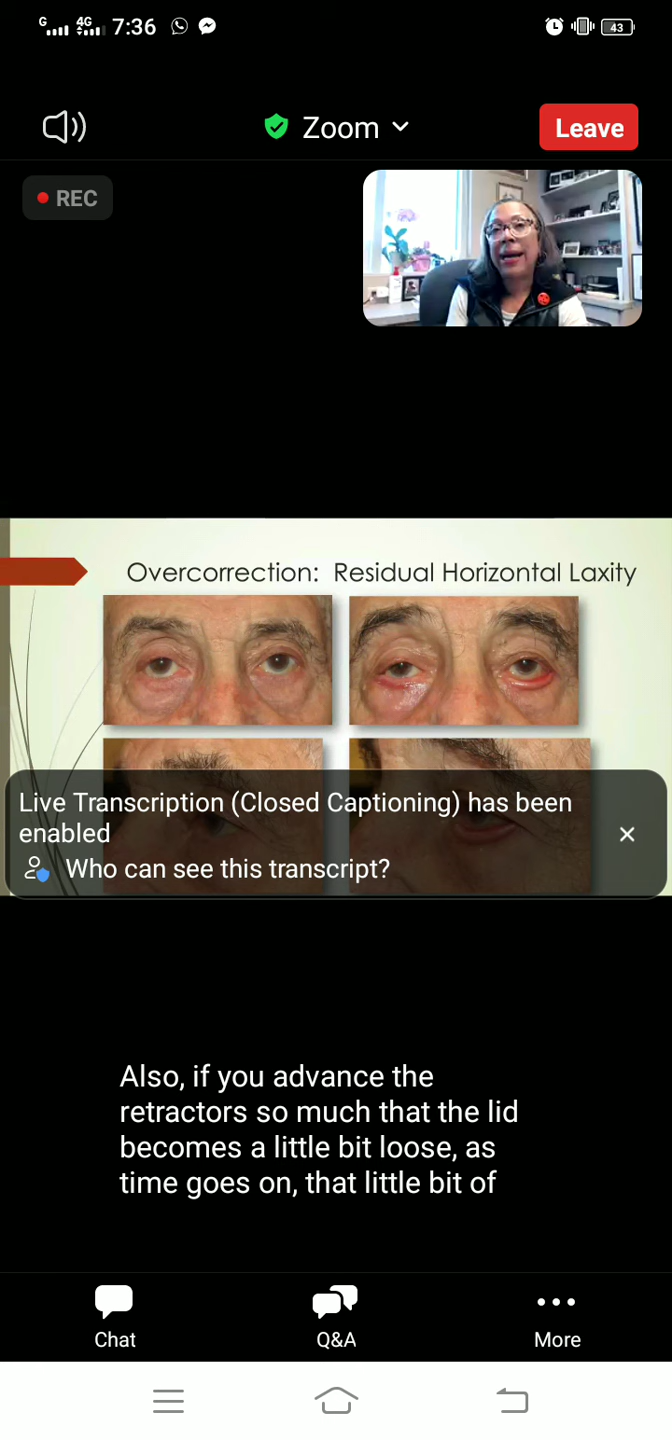 G 4G 7:36 43
Zoom Leave
REC
Overcorrection: Residual Horizontal Laxity
Live Transcription (Closed Captioning) has been
enabled
Who can see this transcript?
Also, if you advance the
retractors so much that the lid
becomes a little bit loose, as
time goes on, that little bit of
Chat Q&A More